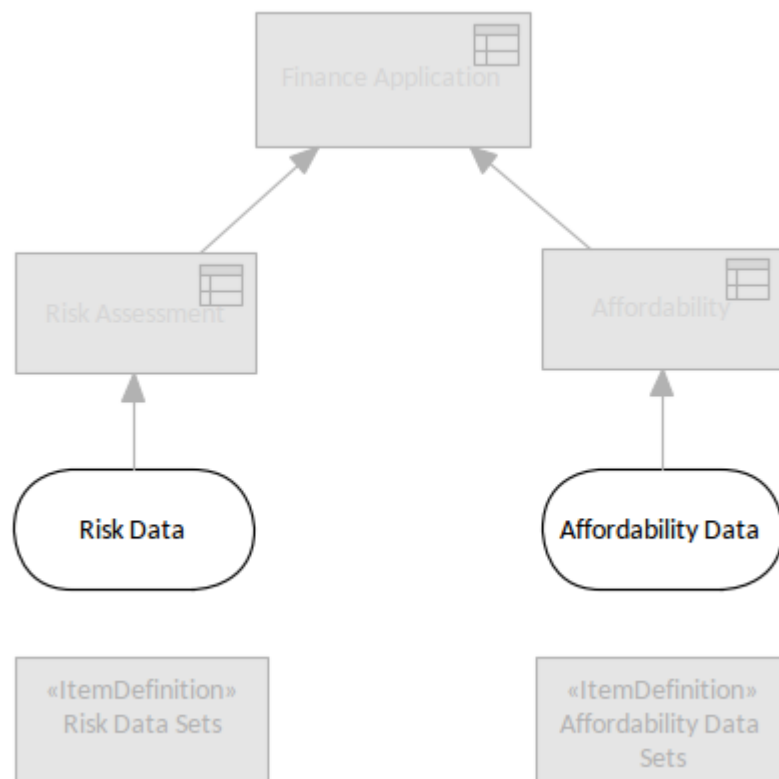 Finance Application
Risk Assessment
Affordability
Risk Data
Affordability Data
«ItemDefinition»
Risk Data Sets
«ItemDefinition»
Affordability Data
Sets